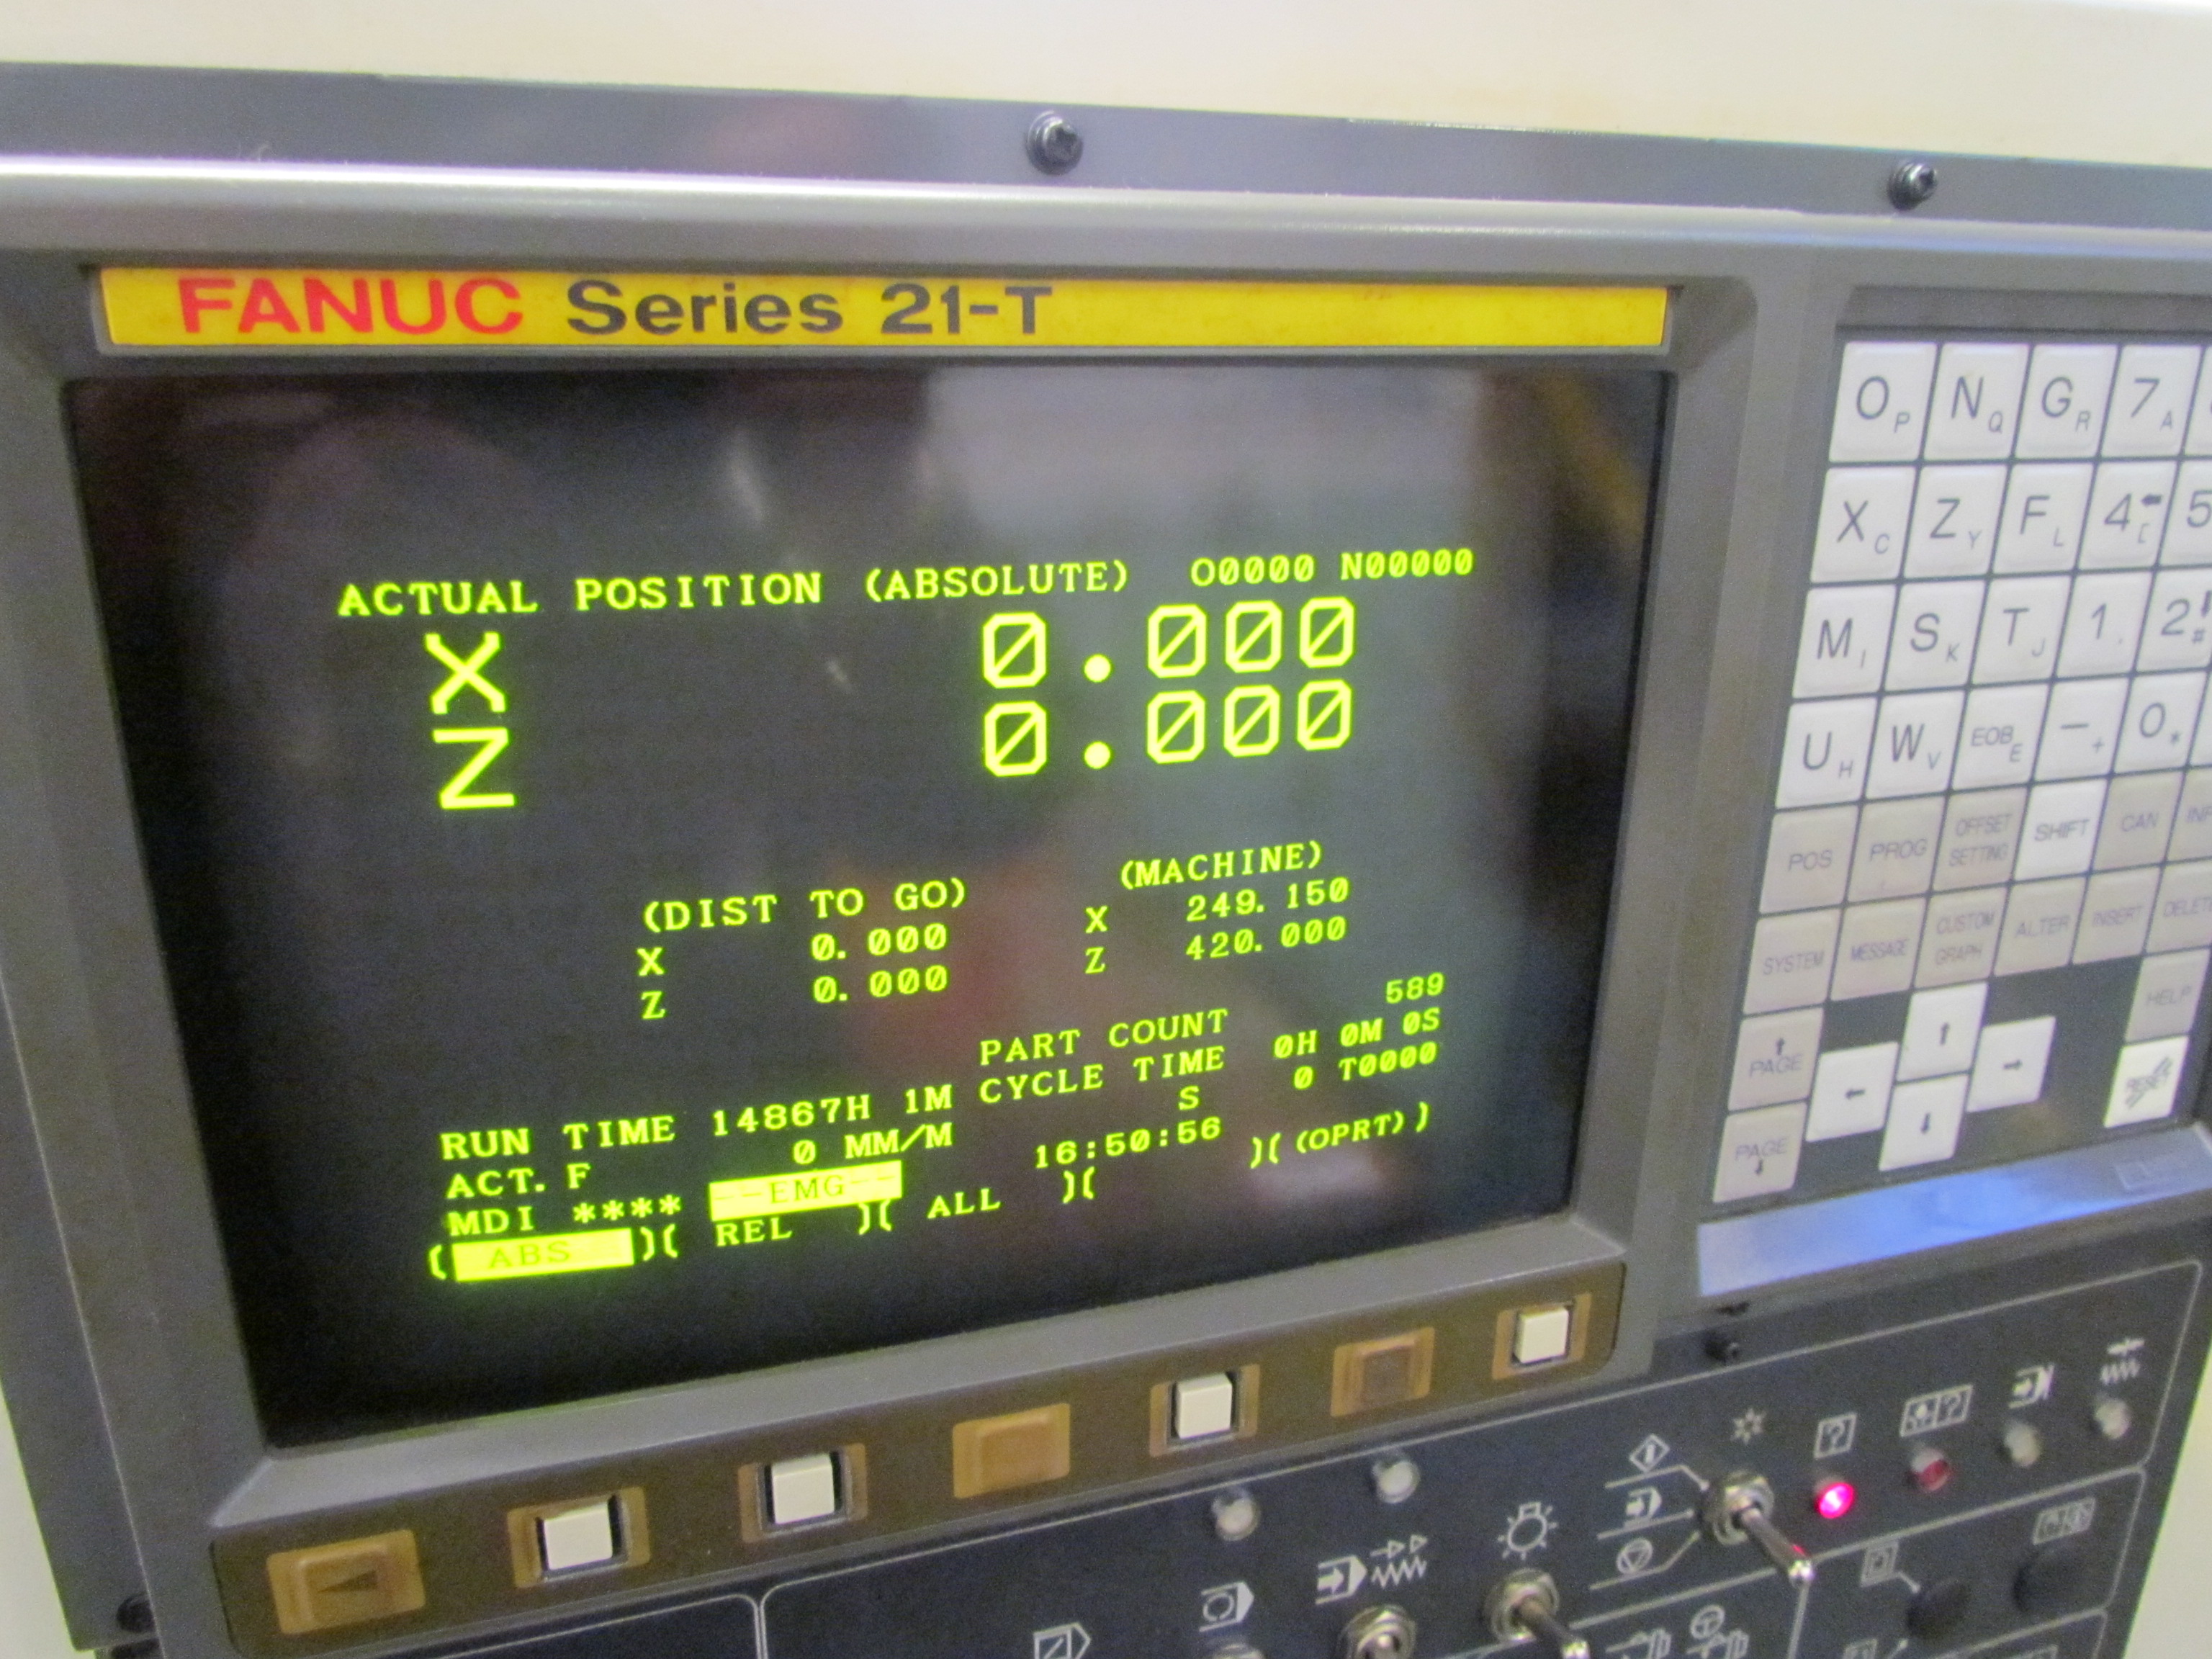 FANUC Series 21-T
ACTUAL POSITION (ABSOLUTE) O0000 N00000
X 0.000
Z 0.000
(DIST TO GO) (MACHINE)
X 0. 000 X 249. 150
Z 0. 000 Z 420. 000
PART COUNT 589
RUN TIME 14867H 1M CYCLE TIME 0H 0M 0S
ACT. F 0 MM/M S 0 T0000
MDI **** --EMG-- 16:50:56
( ABS )( REL )( ALL )( )( (OPRT) )
O P N Q G R 7 A
X C Z Y F L 4 [ 5
M I S K T J 1 , 2 ! #
U H W V EOB E - + 0 *
POS PROG OFFSET SETTING SHIFT CAN
SYSTEM MESSAGE CUSTOM GRAPH ALTER INSERT
HELP
↑ PAGE ← ↑ → RESET
PAGE ↓ ↓